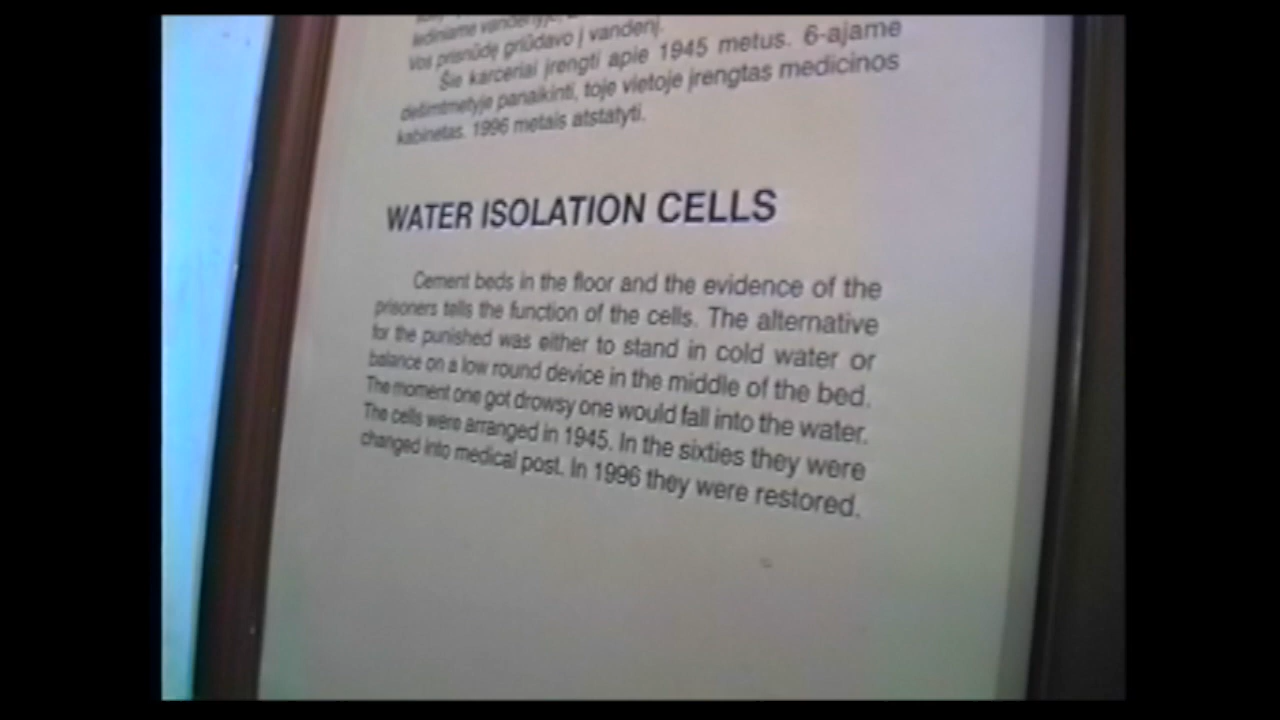 lediniame vandenyje,
Vos prisnūdę griūdavo į vandenį.
Šie karceriai įrengti apie 1945 metus. 6-ajame
dešimtmetyje panaikinti, toje vietoje įrengtas medicinos
kabinetas. 1996 metais atstatyti.
WATER ISOLATION CELLS
Cement beds in the floor and the evidence of the
prisoners tells the function of the cells. The alternative
for the punished was either to stand in cold water or
balance on a low round device in the middle of the bed.
The moment one got drowsy one would fall into the water.
The cells were arranged in 1945. In the sixties they were
changed into medical post. In 1996 they were restored.